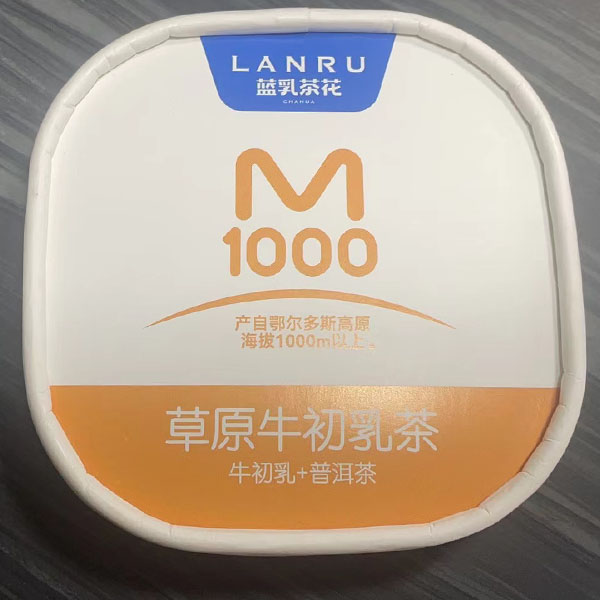 LANRU
蓝乳茶花
CHAHUA
M
1000
产自鄂尔多斯高原
海拔1000m以上。
草原牛初乳茶
牛初乳+普洱茶